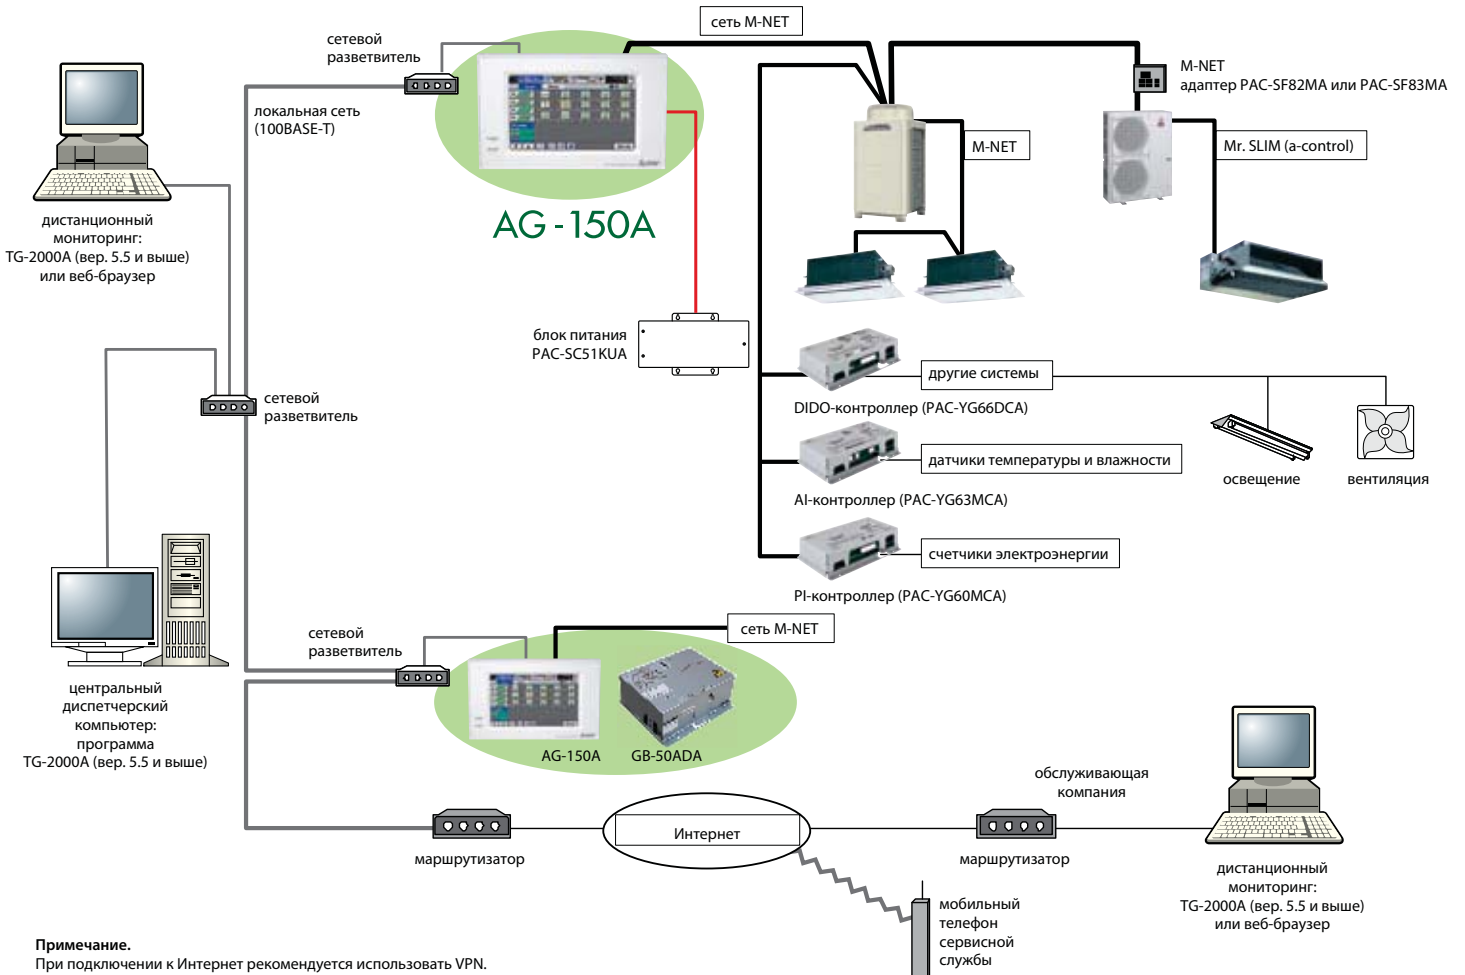 сеть M-NET
сетевой
разветвитель
M-NET
адаптер PAC-SF82MA или PAC-SF83MA
локальная сеть
(100BASE-T)
M-NET
Mr. SLIM (a-control)
AG-150A
дистанционный
мониторинг:
TG-2000A (вер. 5.5 и выше)
или веб-браузер
блок питания
PAC-SC51KUA
другие системы
DIDO-контроллер (PAC-YG66DCA)
сетевой
разветвитель
датчики температуры и влажности
освещение
вентиляция
AI-контроллер (PAC-YG63MCA)
счетчики электроэнергии
PI-контроллер (PAC-YG60MCA)
сеть M-NET
сетевой
разветвитель
центральный
диспетчерский
компьютер:
программа
TG-2000A (вер. 5.5 и выше)
AG-150A
GB-50ADA
обслуживающая
компания
Интернет
маршрутизатор
маршрутизатор
дистанционный
мониторинг:
TG-2000A (вер. 5.5 и выше)
или веб-браузер
мобильный
телефон
сервисной
службы
Примечание.
При подключении к Интернет рекомендуется использовать VPN.